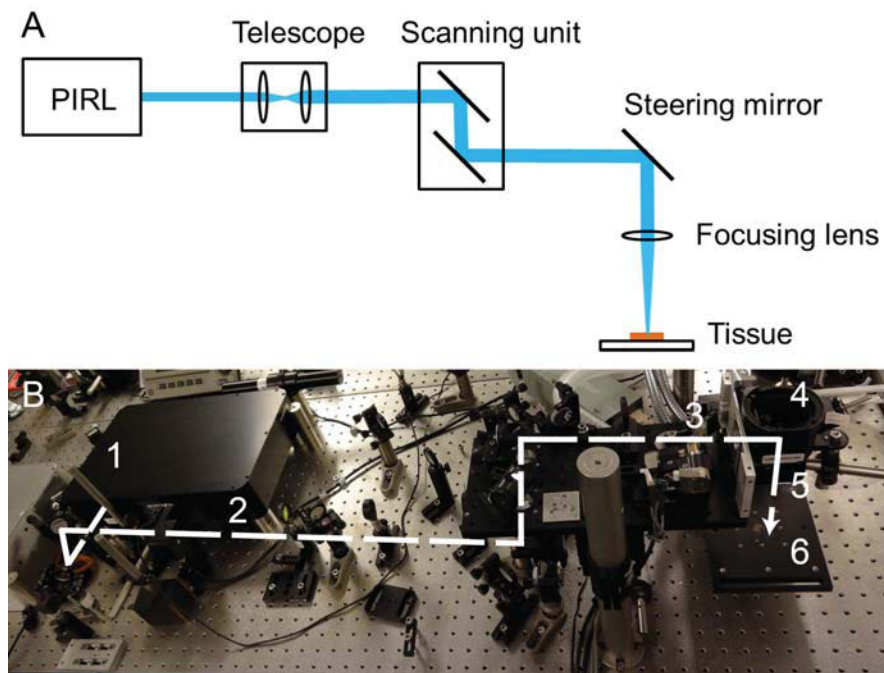 A
Telescope
Scanning unit
PIRL
Steering mirror
Focusing lens
Tissue
B
1
2
3
4
5
6